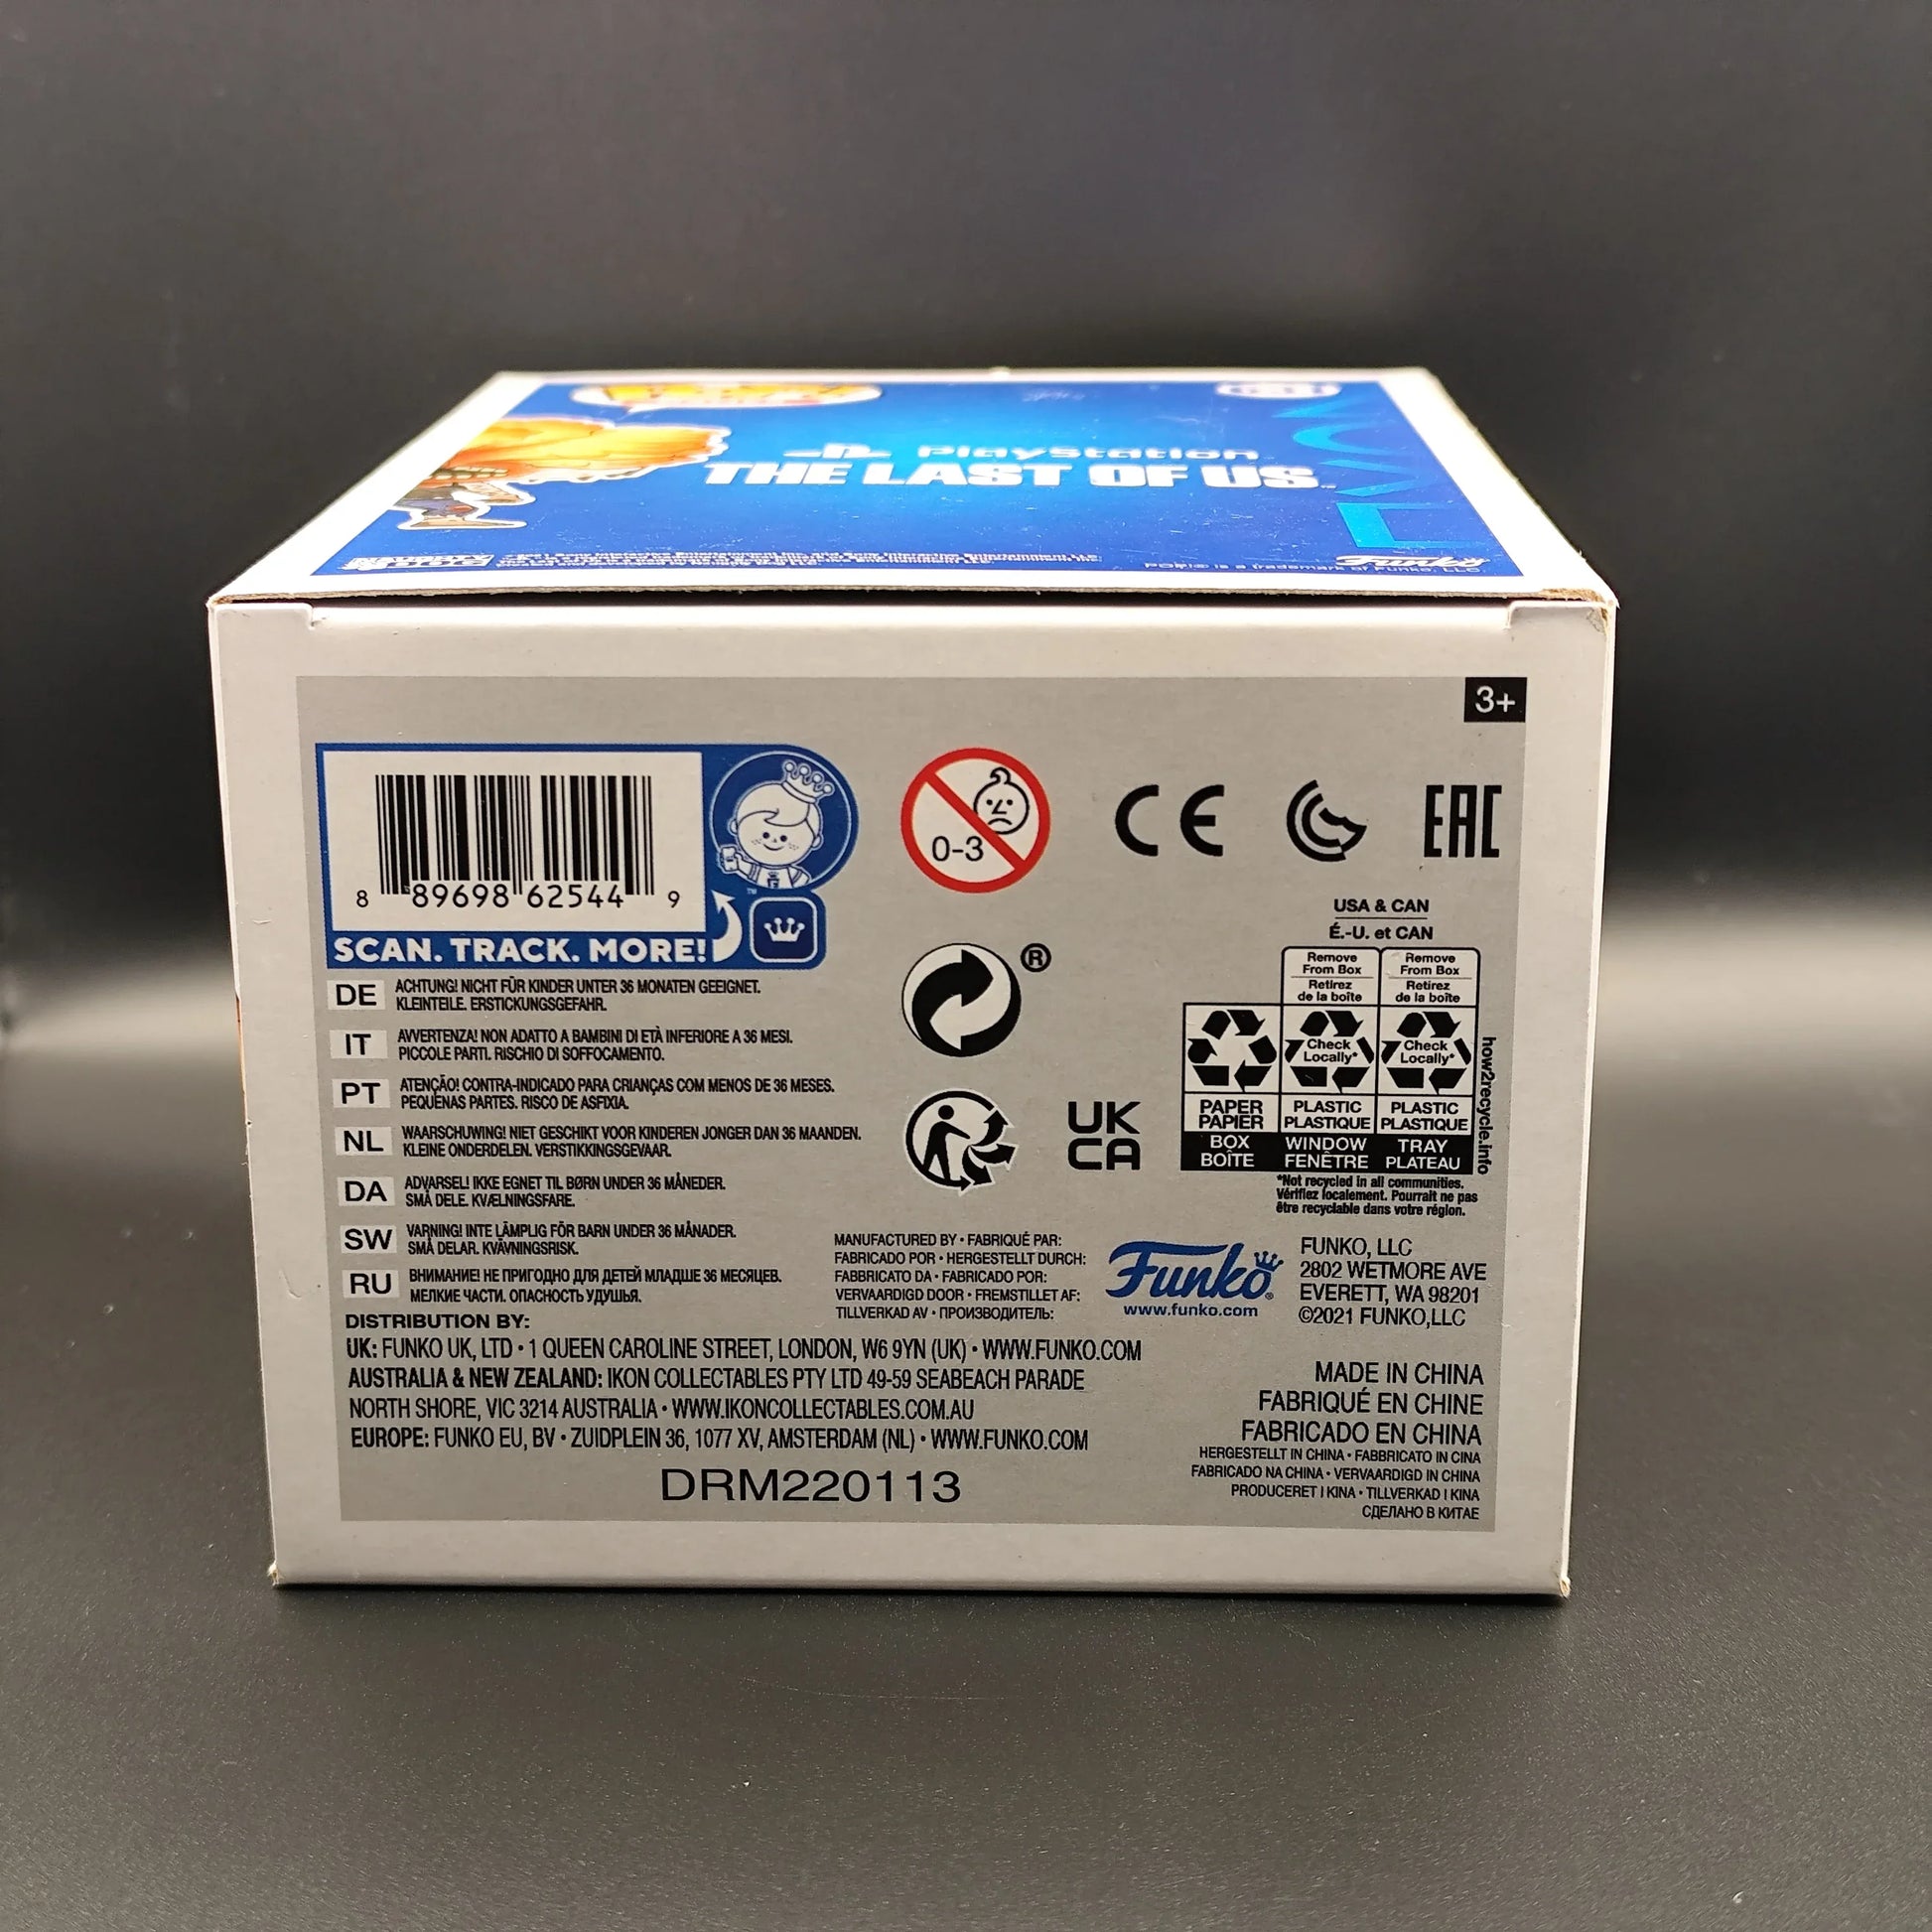 PlayStation
THE LAST OF US
Funko
POP! is a trademark of Funko, LLC.
3+
8 89698 62544 9
SCAN. TRACK. MORE!
™
0-3
CE
EAC
®
DE
ACHTUNG! NICHT FÜR KINDER UNTER 36 MONATEN GEEIGNET.
KLEINTEILE. ERSTICKUNGSGEFAHR.
IT
AVVERTENZA! NON ADATTO A BAMBINI DI ETÀ INFERIORE A 36 MESI.
PICCOLE PARTI. RISCHIO DI SOFFOCAMENTO.
PT
ATENÇÃO! CONTRA-INDICADO PARA CRIANÇAS COM MENOS DE 36 MESES.
PEQUENAS PARTES. RISCO DE ASFIXIA.
NL
WAARSCHUWING! NIET GESCHIKT VOOR KINDEREN JONGER DAN 36 MAANDEN.
KLEINE ONDERDELEN. VERSTIKKINGSGEVAAR.
DA
ADVARSEL! IKKE EGNET TIL BØRN UNDER 36 MÅNEDER.
SMÅ DELE. KVÆLNINGSFARE.
SW
VARNING! INTE LÄMPLIG FÖR BARN UNDER 36 MÅNADER.
SMÅ DELAR. KVÄVNINGSRISK.
RU
ВНИМАНИЕ! НЕ ПРИГОДНО ДЛЯ ДЕТЕЙ МЛАДШЕ 36 МЕСЯЦЕВ.
МЕЛКИЕ ЧАСТИ. ОПАСНОСТЬ УДУШЬЯ.
USA & CAN
É.-U. et CAN
Remove
From Box
Retirez
de la boîte
Remove
From Box
Retirez
de la boîte
Check
Locally*
Check
Locally*
PAPER
PAPIER
BOX
BOÎTE
PLASTIC
PLASTIQUE
WINDOW
FENÊTRE
PLASTIC
PLASTIQUE
TRAY
PLATEAU
how2recycle.info
*Not recycled in all communities.
Vérifiez localement. Pourrait ne pas
être recyclable dans votre région.
UK
CA
MANUFACTURED BY • FABRIQUÉ PAR:
FABRICADO POR • HERGESTELLT DURCH:
FABBRICATO DA • FABRICADO POR:
VERVAARDIGD DOOR • FREMSTILLET AF:
TILLVERKAD AV • ПРОИЗВОДИТЕЛЬ:
Funko®
www.funko.com
FUNKO, LLC
2802 WETMORE AVE
EVERETT, WA 98201
©2021 FUNKO,LLC
DISTRIBUTION BY:
UK: FUNKO UK, LTD • 1 QUEEN CAROLINE STREET, LONDON, W6 9YN (UK) • WWW.FUNKO.COM
AUSTRALIA & NEW ZEALAND: IKON COLLECTABLES PTY LTD 49-59 SEABEACH PARADE
NORTH SHORE, VIC 3214 AUSTRALIA • WWW.IKONCOLLECTABLES.COM.AU
EUROPE: FUNKO EU, BV • ZUIDPLEIN 36, 1077 XV, AMSTERDAM (NL) • WWW.FUNKO.COM
DRM220113
MADE IN CHINA
FABRIQUÉ EN CHINE
FABRICADO EN CHINA
HERGESTELLT IN CHINA • FABBRICATO IN CINA
FABRICADO NA CHINA • VERVAARDIGD IN CHINA
PRODUCERET I KINA • TILLVERKAD I KINA
СДЕЛАНО В КИТАЕ